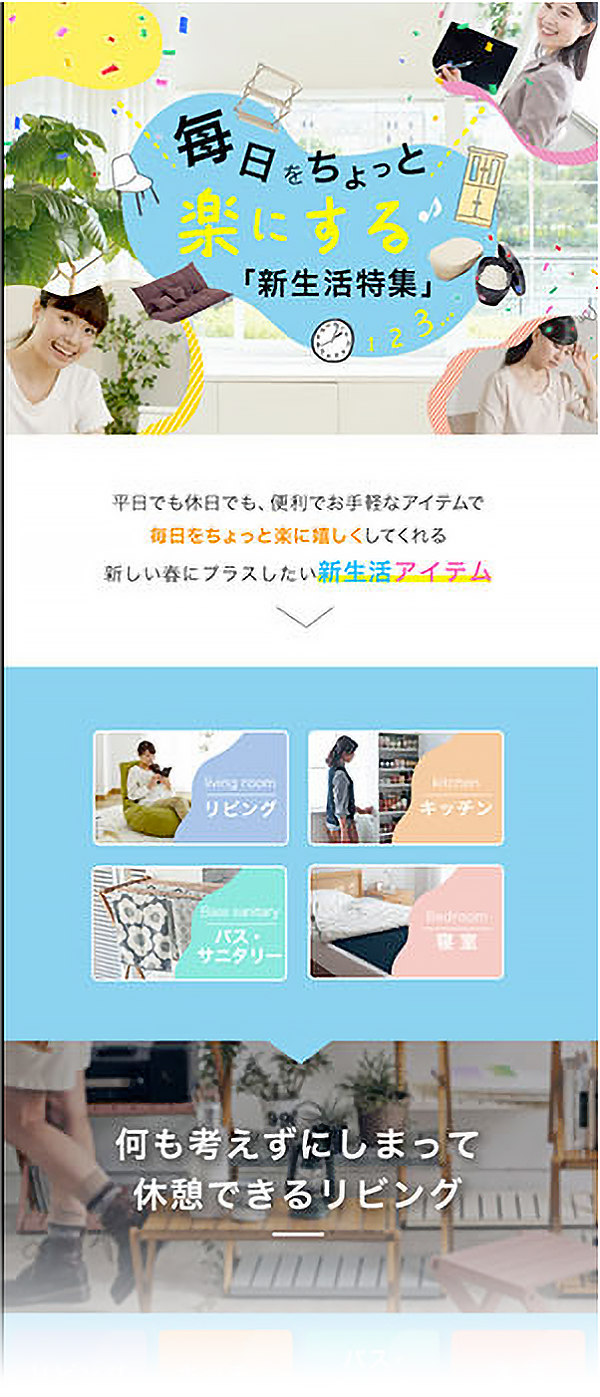 毎日をちょっと
楽にする♪
「新生活特集」
1 2 3...
平日でも休日でも、便利でお手軽なアイテムで
毎日をちょっと楽に嬉しくしてくれる
新しい春にプラスしたい新生活アイテム
living room
リビング
kitchen
キッチン
Bass sanitary
バス・
サニタリー
Bedroom
寝室
何も考えずにしまって
休憩できるリビング